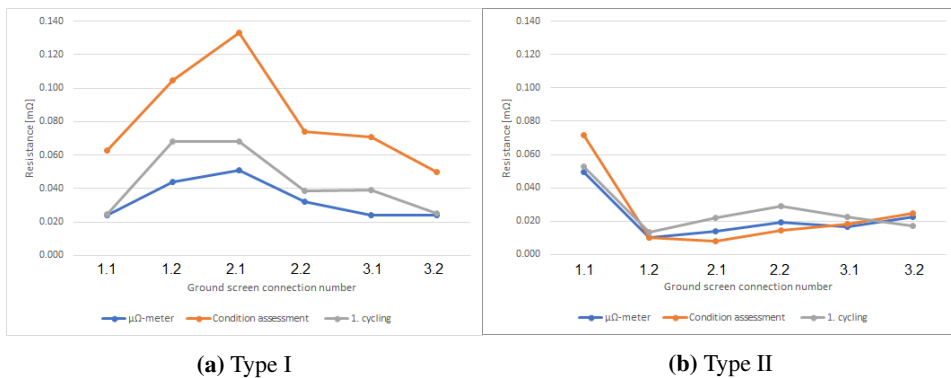 0.140
0.120
0.100
0.080
0.060
0.040
0.020
0.000
Resistance [mΩ]
1.1 1.2 2.1 2.2 3.1 3.2
Ground screen connection number
µΩ-meter Condition assessment 1. cycling
(a) Type I
0.140
0.120
0.100
0.080
0.060
0.040
0.020
0.000
Resistance [mΩ]
1.1 1.2 2.1 2.2 3.1 3.2
Ground screen connection number
µΩ-meter Condition assessment 1. cycling
(b) Type II